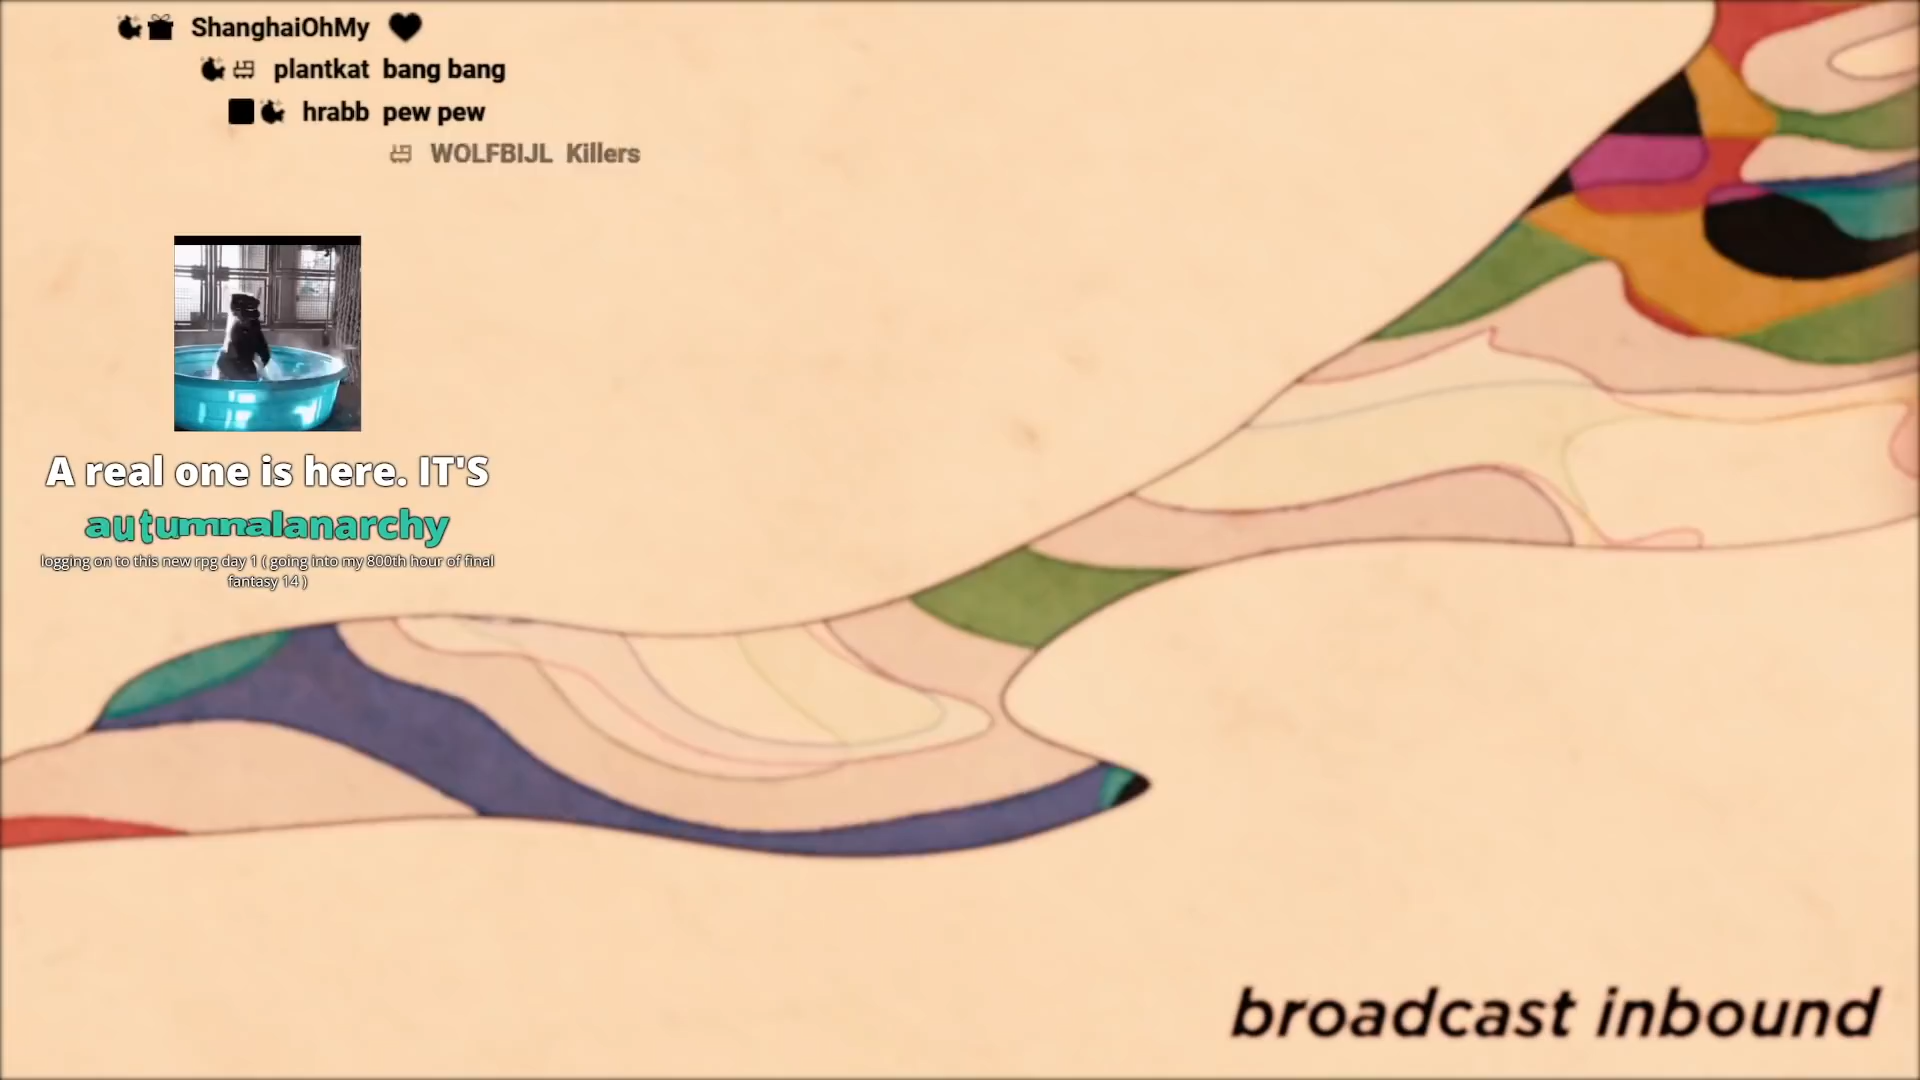 ShanghaiOhMy
plantkat bang bang
hrabb pew pew
WOLFBIJL Killers
A real one is here. IT'S
autumnalanarchy
logging on to this new rpg day 1 ( going into my 800th hour of final
fantasy 14 )
broadcast inbound